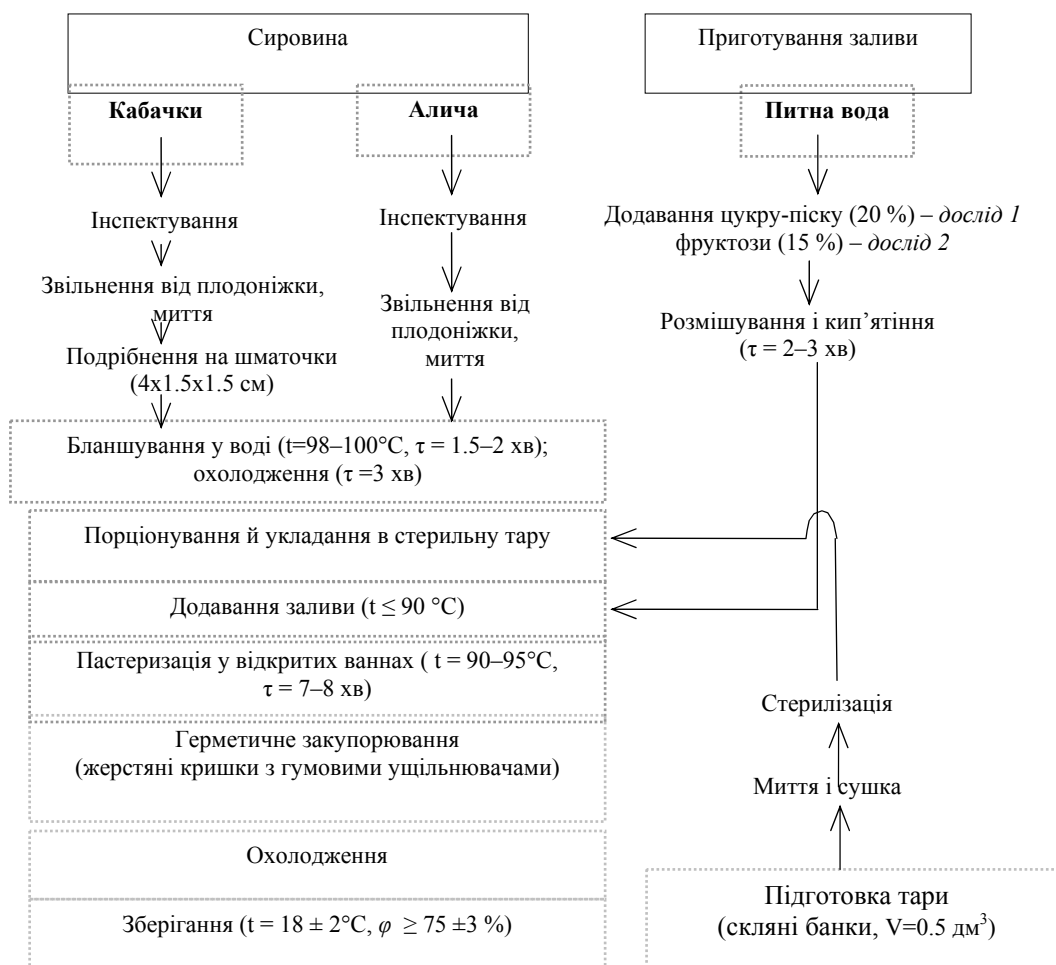 Сировина
Кабачки
Алича
Інспектування
Інспектування
Звільнення від плодоніжки,
миття
Звільнення від
плодоніжки,
миття
Подрібнення на шматочки
(4х1.5х1.5 см)
Приготування заливи
Питна вода
Додавання цукру-піску (20 %) – дослід 1
фруктози (15 %) – дослід 2
Розмішування і кип’ятіння
(τ = 2–3 хв)
Бланшування у воді (t=98–100°С, τ = 1.5–2 хв);
охолодження (τ =3 хв)
Порціонування й укладання в стерильну тару
Додавання заливи (t ≤ 90 °С)
Пастеризація у відкритих ваннах ( t = 90–95°С,
τ = 7–8 хв)
Герметичне закупорювання
(жерстяні кришки з гумовими ущільнювачами)
Охолодження
Зберігання (t = 18 ± 2°С, φ ≥ 75 ±3 %)
Стерилізація
Миття і сушка
Підготовка тари
(скляні банки, V=0.5 дм³)